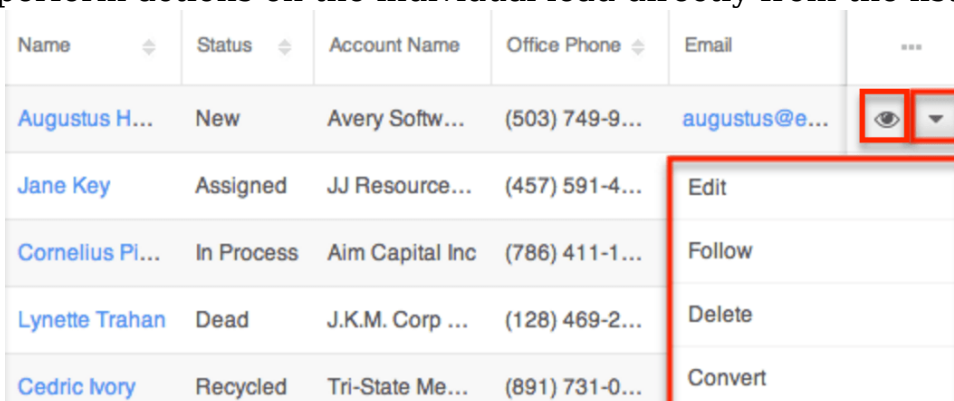 perform actions on the individual lead directly from the lis
Name Status Account Name Office Phone Email
Augustus H... New Avery Softw... (503) 749-9... augustus@e...
Jane Key Assigned JJ Resource... (457) 591-4... Edit
Cornelius Pi... In Process Aim Capital Inc (786) 411-1... Follow
Lynette Trahan Dead J.K.M. Corp ... (128) 469-2... Delete
Cedric Ivory Recycled Tri-State Me... (891) 731-0... Convert